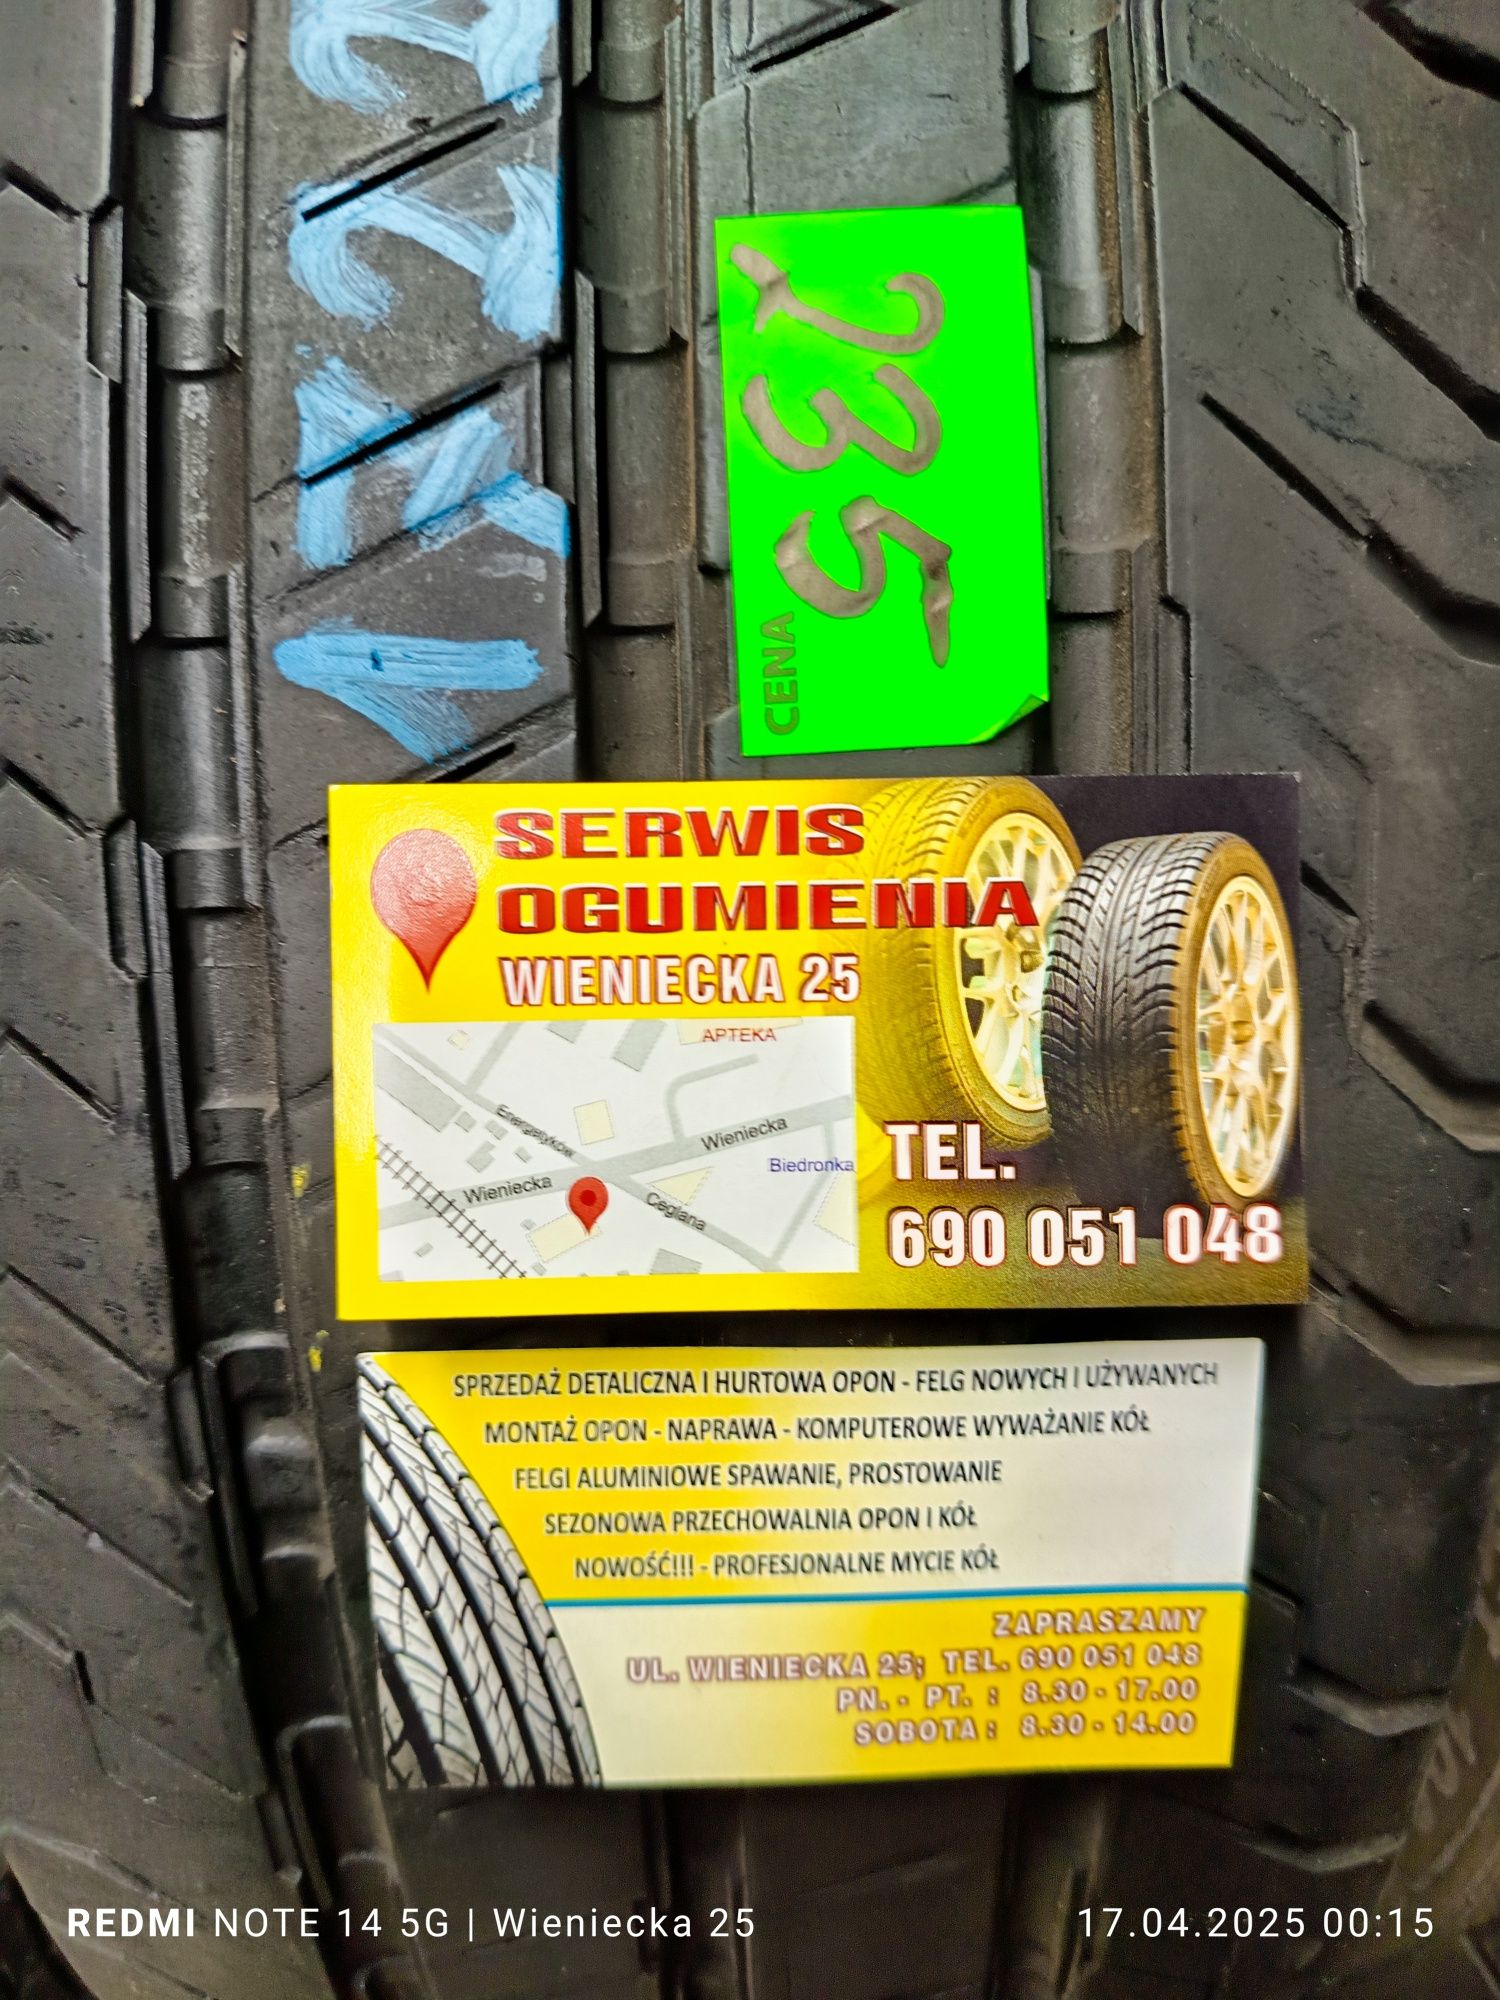 235
CENA
SERWIS
OGUMIENIA
WIENIECKA 25
APTEKA
Energetyków
Wieniecka
Biedronka
Wieniecka
Ceglana
TEL.
690 051 048
SPRZEDAŻ DETALICZNA I HURTOWA OPON - FELG NOWYCH I UŻYWANYCH
MONTAŻ OPON - NAPRAWA - KOMPUTEROWE WYWAŻANIE KÓŁ
FELGI ALUMINIOWE SPAWANIE, PROSTOWANIE
SEZONOWA PRZECHOWALNIA OPON I KÓŁ
NOWOŚĆ!!! - PROFESJONALNE MYCIE KÓŁ
ZAPRASZAMY
UL. WIENIECKA 25; TEL. 690 051 048
PN. - PT. : 8.30 - 17.00
SOBOTA : 8.30 - 14.00
REDMI NOTE 14 5G | Wieniecka 25
17.04.2025 00:15